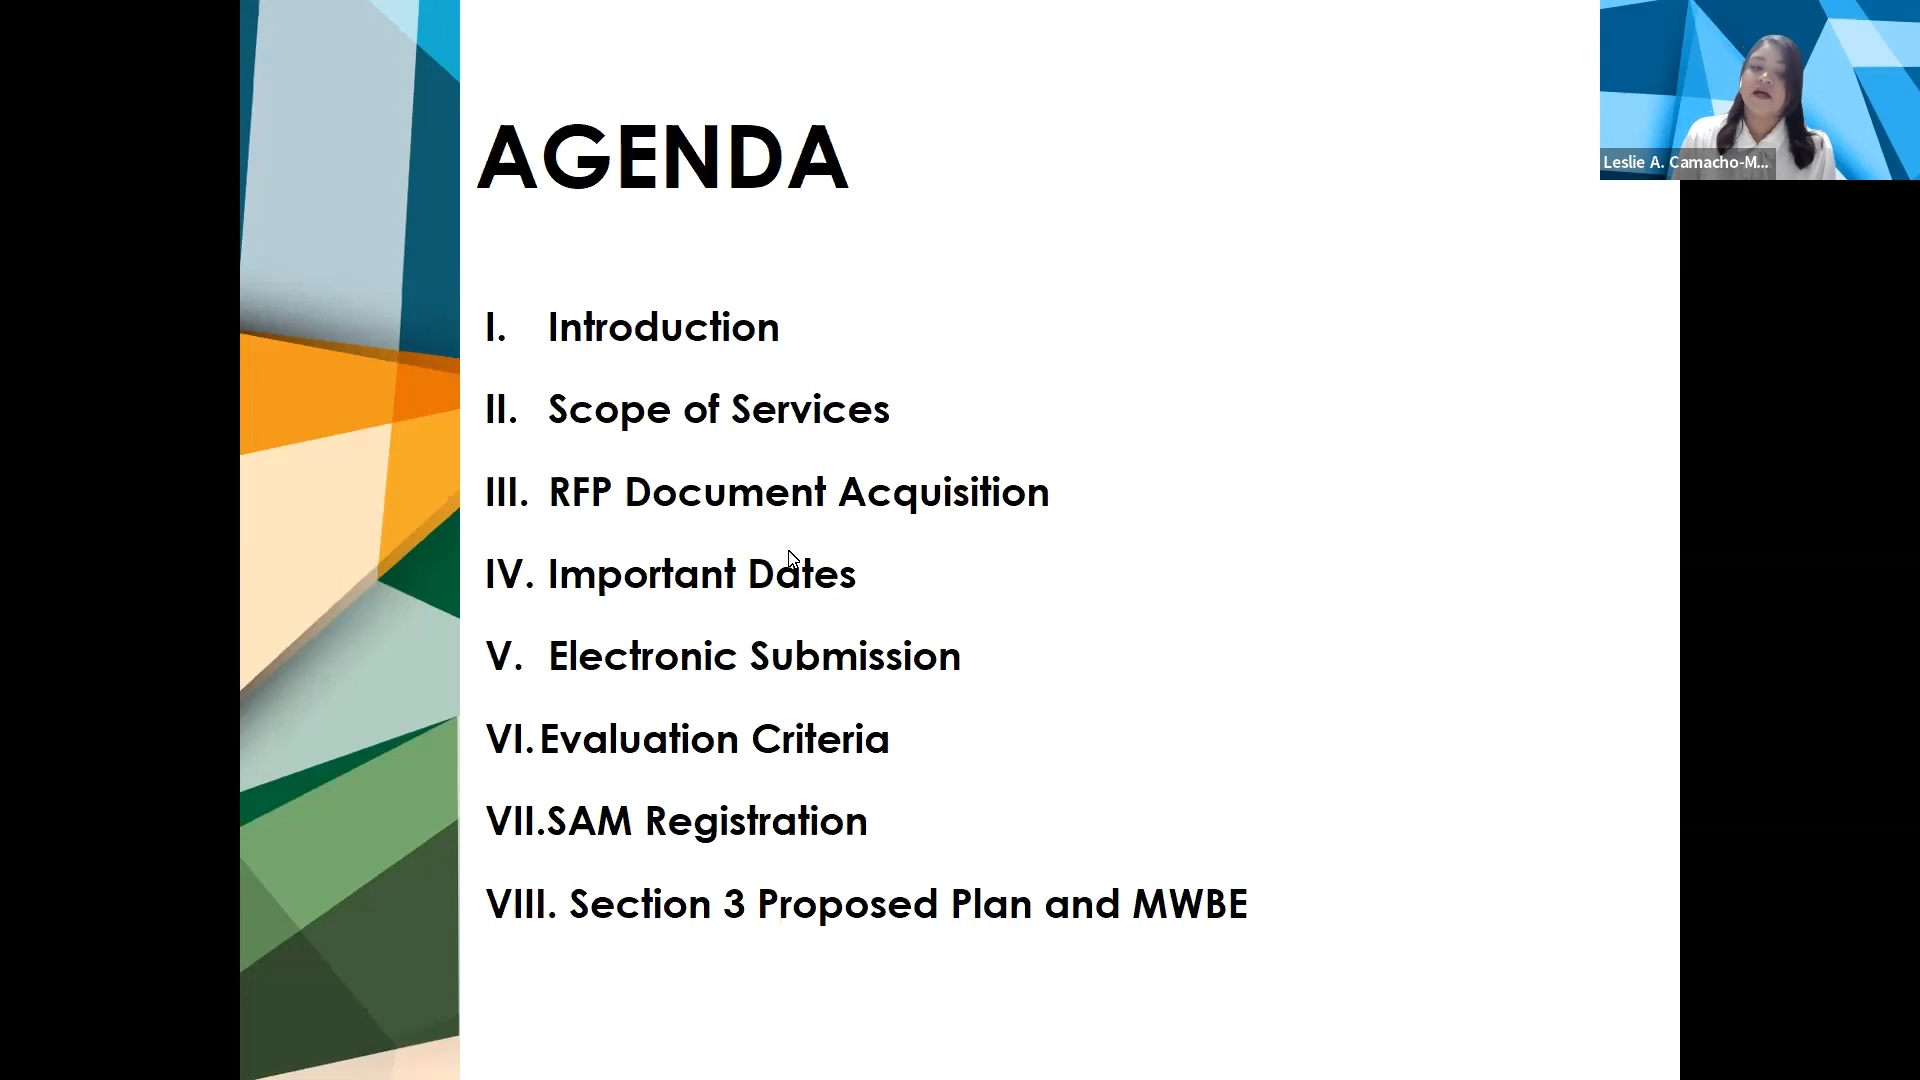 AGENDA
Leslie A. Camacho-M...
I. Introduction
II. Scope of Services
III. RFP Document Acquisition
IV. Important Dates
V. Electronic Submission
VI. Evaluation Criteria
VII. SAM Registration
VIII. Section 3 Proposed Plan and MWBE